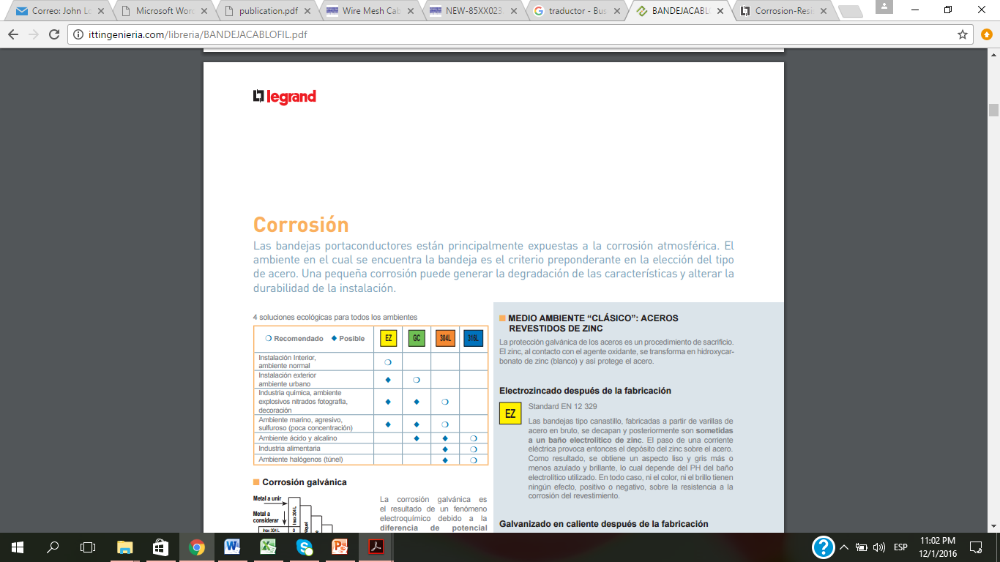 Correo: John Lo
Microsoft Word
publication.pdf
Wire Mesh Cab
NEW-85XX023
traductor - Bus
BANDEJACABLO
Corrosion-Resi
ittingenieria.com/libreria/BANDEJACABLOFIL.pdf
legrand
Corrosión
Las bandejas portaconductores están principalmente expuestas a la corrosión atmosférica. El
ambiente en el cual se encuentra la bandeja es el criterio preponderante en la elección del tipo
de acero. Una pequeña corrosión puede generar la degradación de las características y alterar la
durabilidad de la instalación.
4 soluciones ecológicas para todos los ambientes
❍ Recomendado ◆ Posible EZ GC 304L 316L
Instalación Interior,
ambiente normal ❍
Instalación exterior
ambiente urbano ◆ ❍
Industria química, ambiente
explosivos nitrados fotografía,
decoración ◆ ◆ ❍
Ambiente marino, agresivo,
sulfuroso (poca concentración) ◆ ◆ ❍
Ambiente ácido y alcalino ◆ ◆ ❍
Industria alimentaria ◆ ❍
Ambiente halógenos (túnel) ◆ ❍
Corrosión galvánica
Metal a unir
Metal a
considerar
Inox 304 L
Inox 304 L 0
La corrosión galvánica es
el resultado de un fenómeno
electroquímico debido a la
diferencia de potencial
MEDIO AMBIENTE “CLÁSICO”: ACEROS
REVESTIDOS DE ZINC
La protección galvánica de los aceros es un procedimiento de sacrificio.
El zinc, al contacto con el agente oxidante, se transforma en hidroxycar-
bonato de zinc (blanco) y así protege el acero.
Electrozincado después de la fabricación
EZ
Standard EN 12 329
Las bandejas tipo canastillo, fabricadas a partir de varillas de
acero en bruto, se decapan y posteriormente son sometidas
a un baño electrolítico de zinc. El paso de una corriente
eléctrica provoca entonces el depósito del zinc sobre el acero.
Como resultado, se obtiene un aspecto liso y gris más o
menos azulado y brillante, lo cual depende del PH del baño
electrolítico utilizado. En todo caso, ni el color, ni el brillo tienen
ningún efecto, positivo o negativo, sobre la resistencia a la
corrosión del revestimiento.
Galvanizado en caliente después de la fabricación
ESP
11:02 PM
12/1/2016